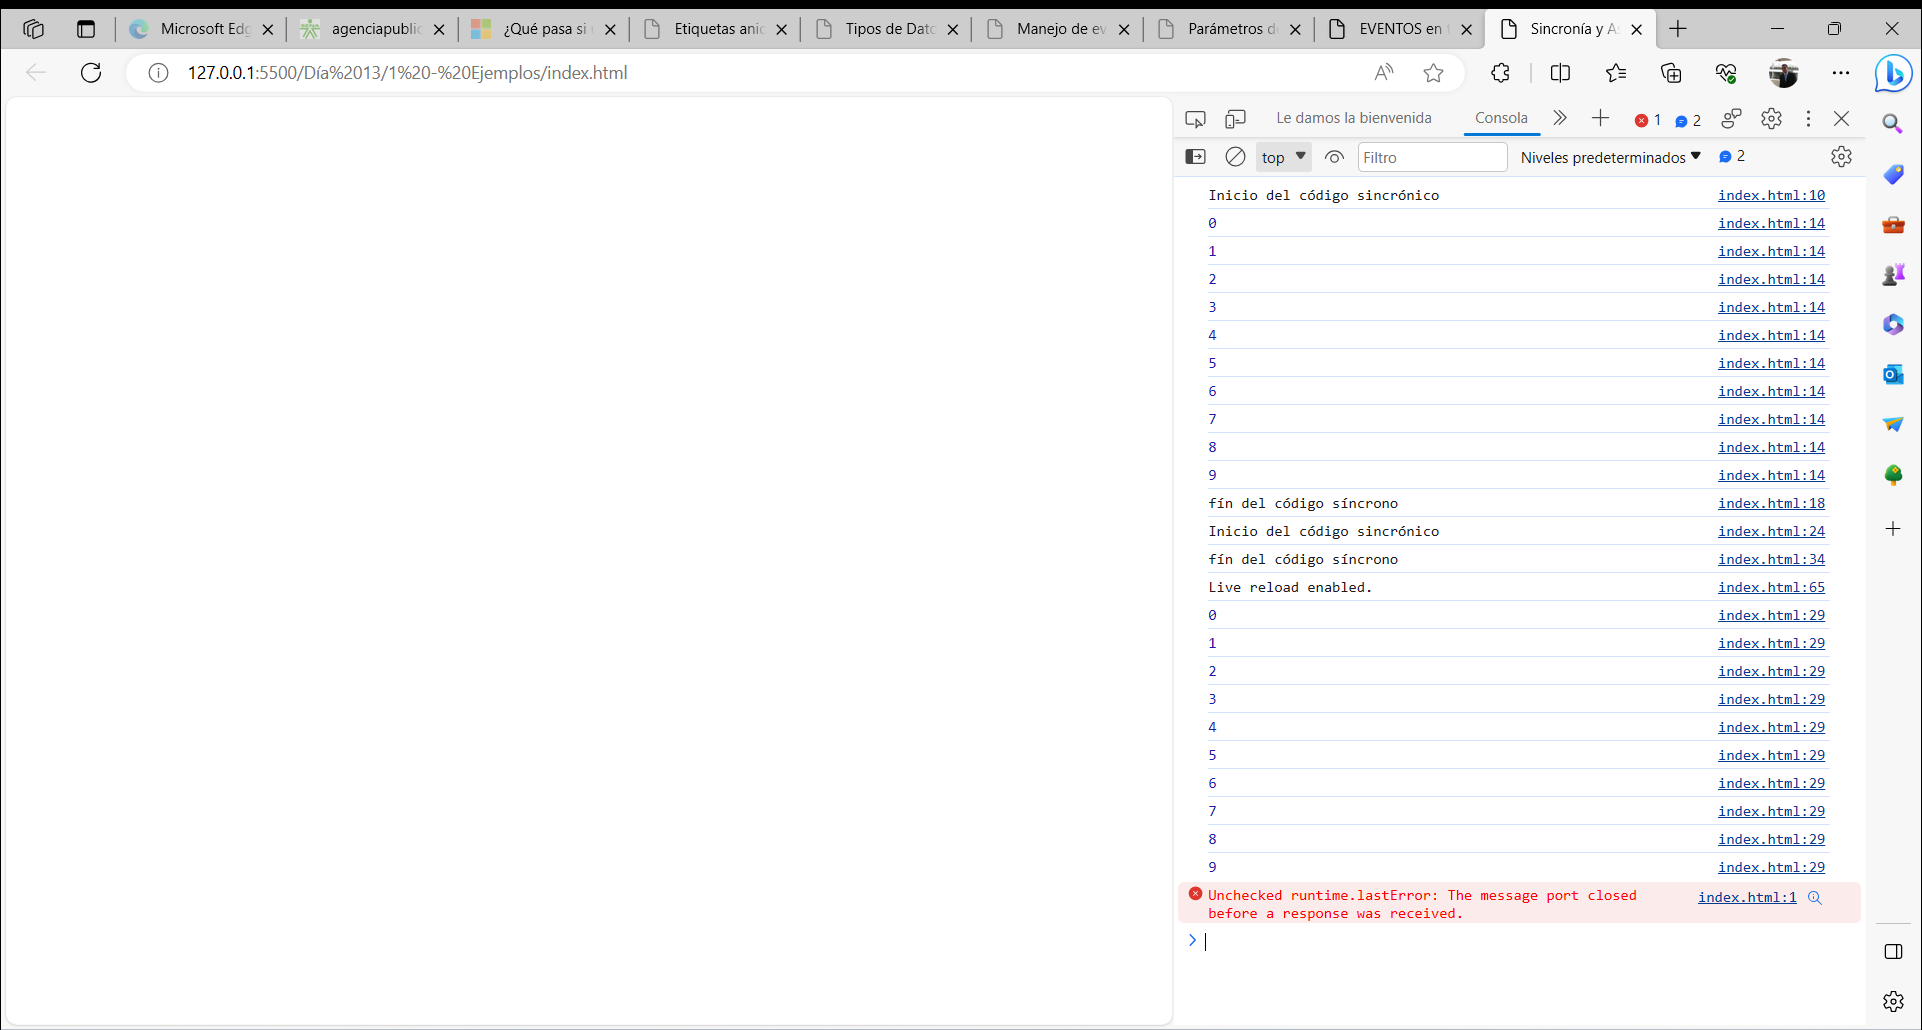 Microsoft Edg
agenciapublic
¿Qué pasa si
Etiquetas anid
Tipos de Dato
Manejo de ev
Parámetros d
EVENTOS en
Sincronía y As
127.0.0.1:5500/Día%2013/1%20-%20Ejemplos/index.html
Le damos la bienvenida
Consola
1
2
top
Filtro
Niveles predeterminados
2
Inicio del código sincrónico index.html:10
0 index.html:14
1 index.html:14
2 index.html:14
3 index.html:14
4 index.html:14
5 index.html:14
6 index.html:14
7 index.html:14
8 index.html:14
9 index.html:14
fín del código síncrono index.html:18
Inicio del código sincrónico index.html:24
fín del código síncrono index.html:34
Live reload enabled. index.html:65
0 index.html:29
1 index.html:29
2 index.html:29
3 index.html:29
4 index.html:29
5 index.html:29
6 index.html:29
7 index.html:29
8 index.html:29
9 index.html:29
Unchecked runtime.lastError: The message port closed index.html:1
before a response was received.